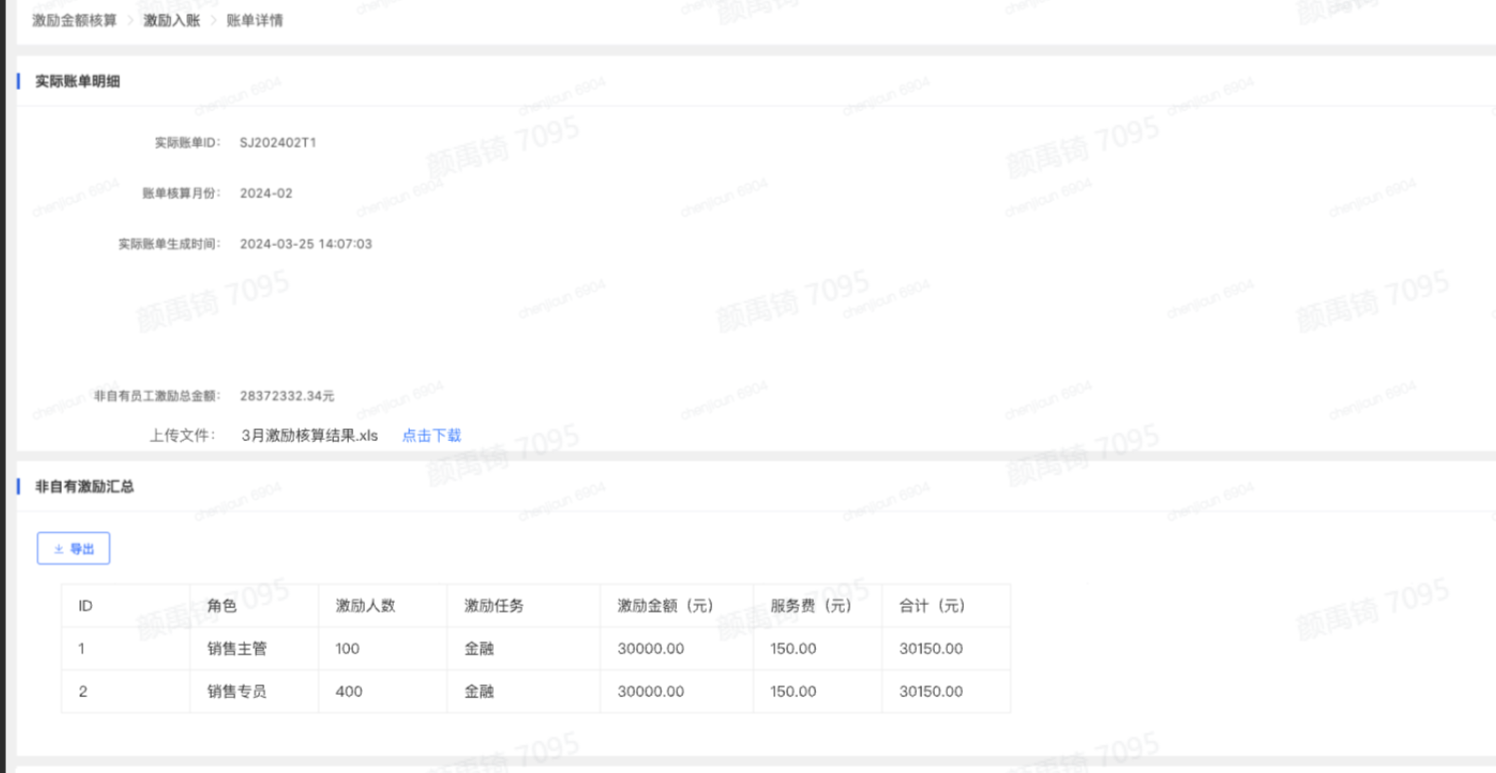 激励金额核算 > 激励入账 > 账单详情
实际账单明细
实际账单ID: SJ202402T1
账单核算月份: 2024-02
实际账单生成时间: 2024-03-25 14:07:03
非自有员工激励总金额: 28372332.34元
上传文件: 3月激励核算结果.xls 点击下载
非自有激励汇总
导出
ID 角色 激励人数 激励任务 激励金额（元） 服务费（元） 合计（元）
1 销售主管 100 金融 30000.00 150.00 30150.00
2 销售专员 400 金融 30000.00 150.00 30150.00
颜禹锜 7095